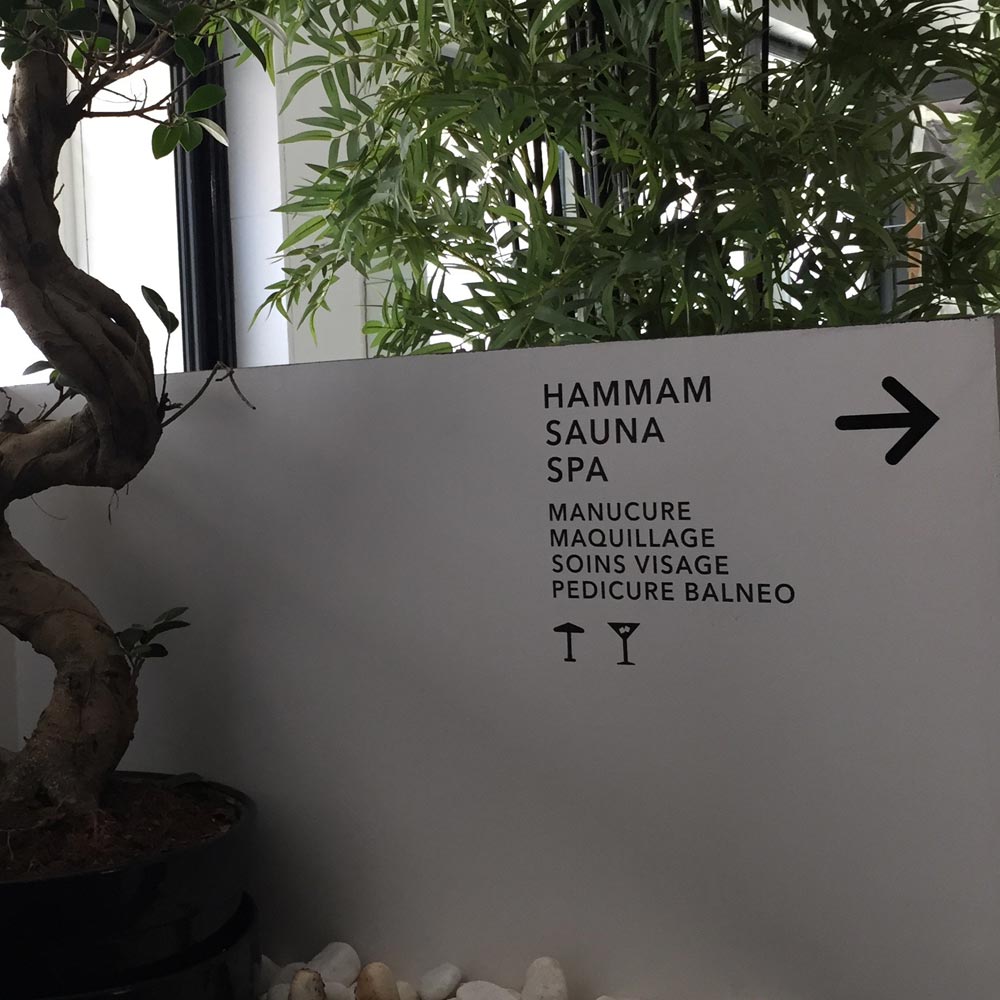 HAMMAM
SAUNA
SPA
MANUCURE
MAQUILLAGE
SOINS VISAGE
PEDICURE BALNEO